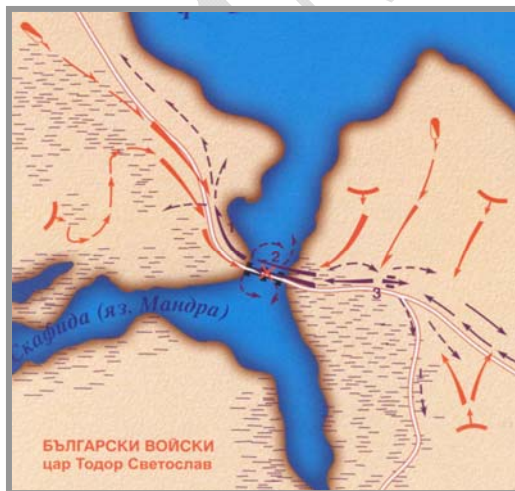 2
3
Скафида (яз. Мандра)
БЪЛГАРСКИ ВОЙСКИ
цар Тодор Светослав